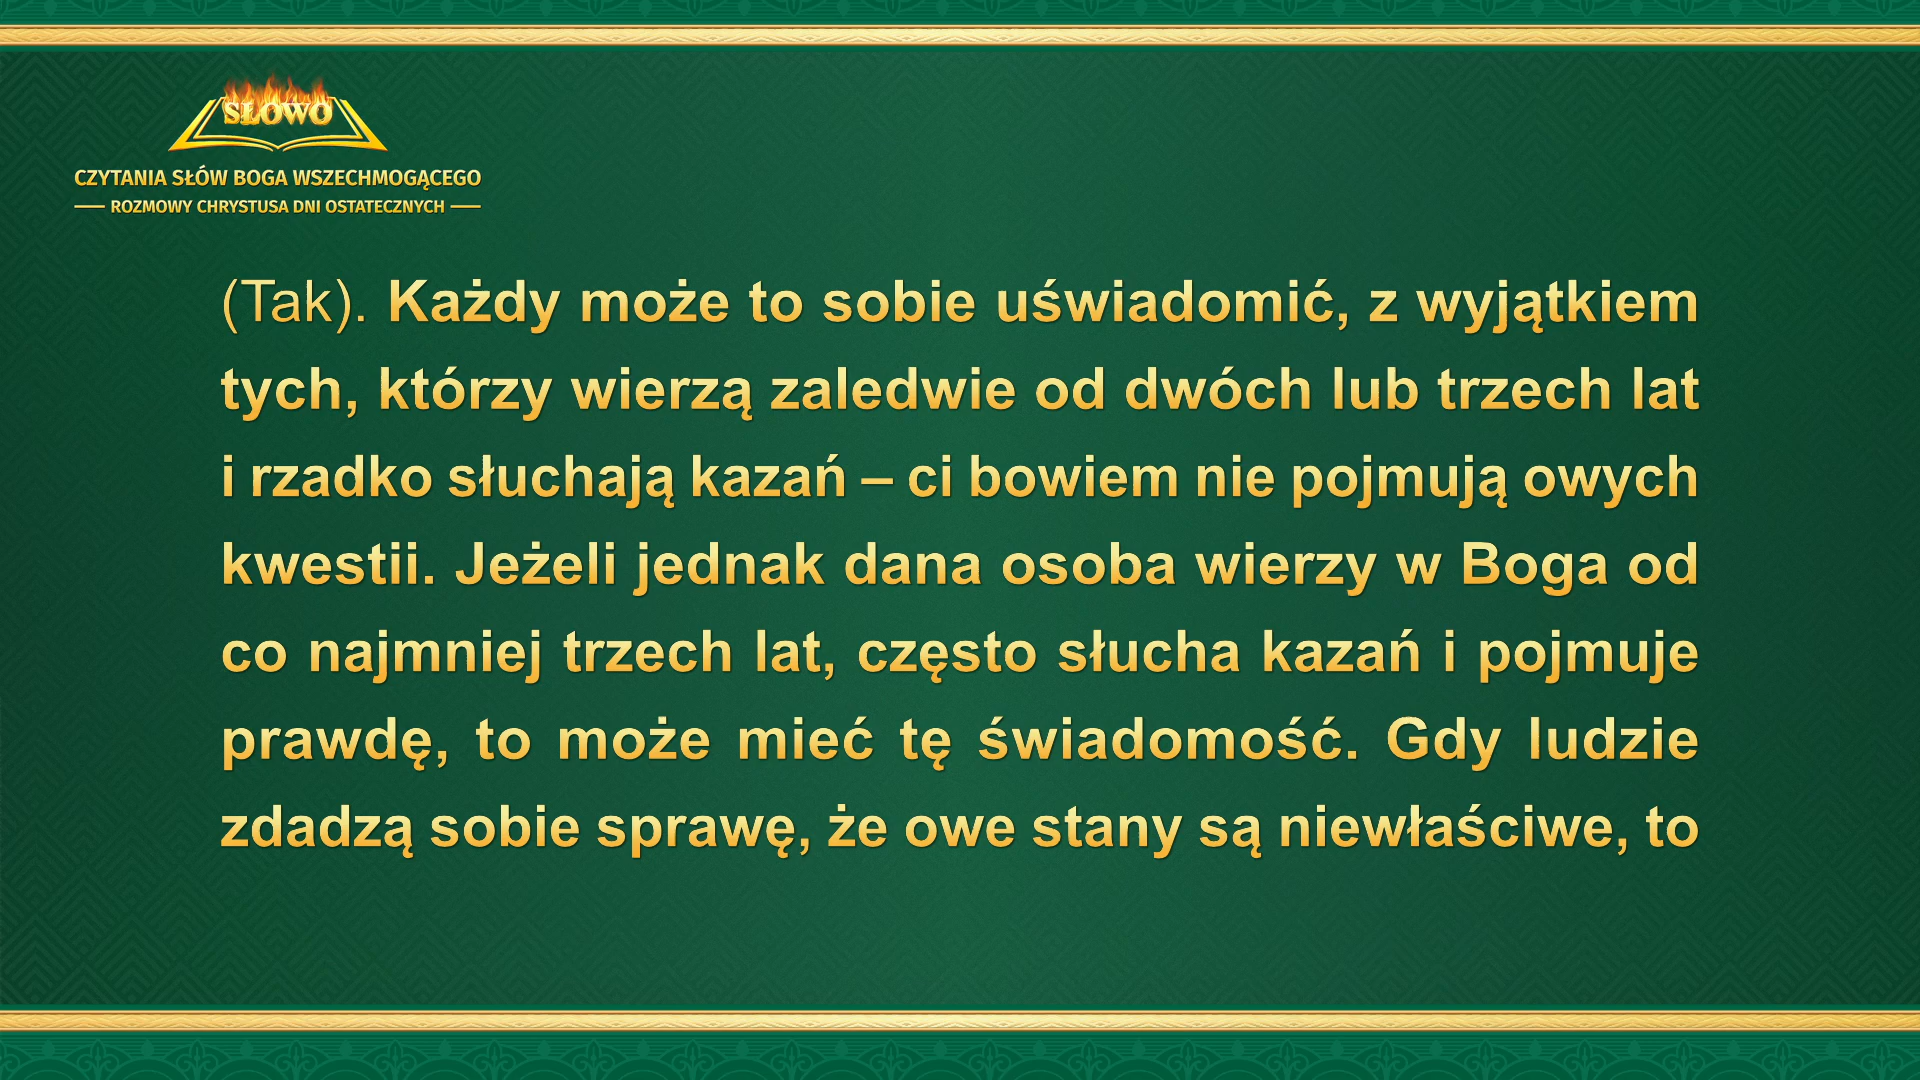 SŁOWO
CZYTANIA SŁÓW BOGA WSZECHMOGĄCEGO
ROZMOWY CHRYSTUSA DNI OSTATECZNYCH
(Tak). Każdy może to sobie uświadomić, z wyjątkiem
tych, którzy wierzą zaledwie od dwóch lub trzech lat
i rzadko słuchają kazań – ci bowiem nie pojmują owych
kwestii. Jeżeli jednak dana osoba wierzy w Boga od
co najmniej trzech lat, często słucha kazań i pojmuje
prawdę, to może mieć tę świadomość. Gdy ludzie
zdadzą sobie sprawę, że owe stany są niewłaściwe, to